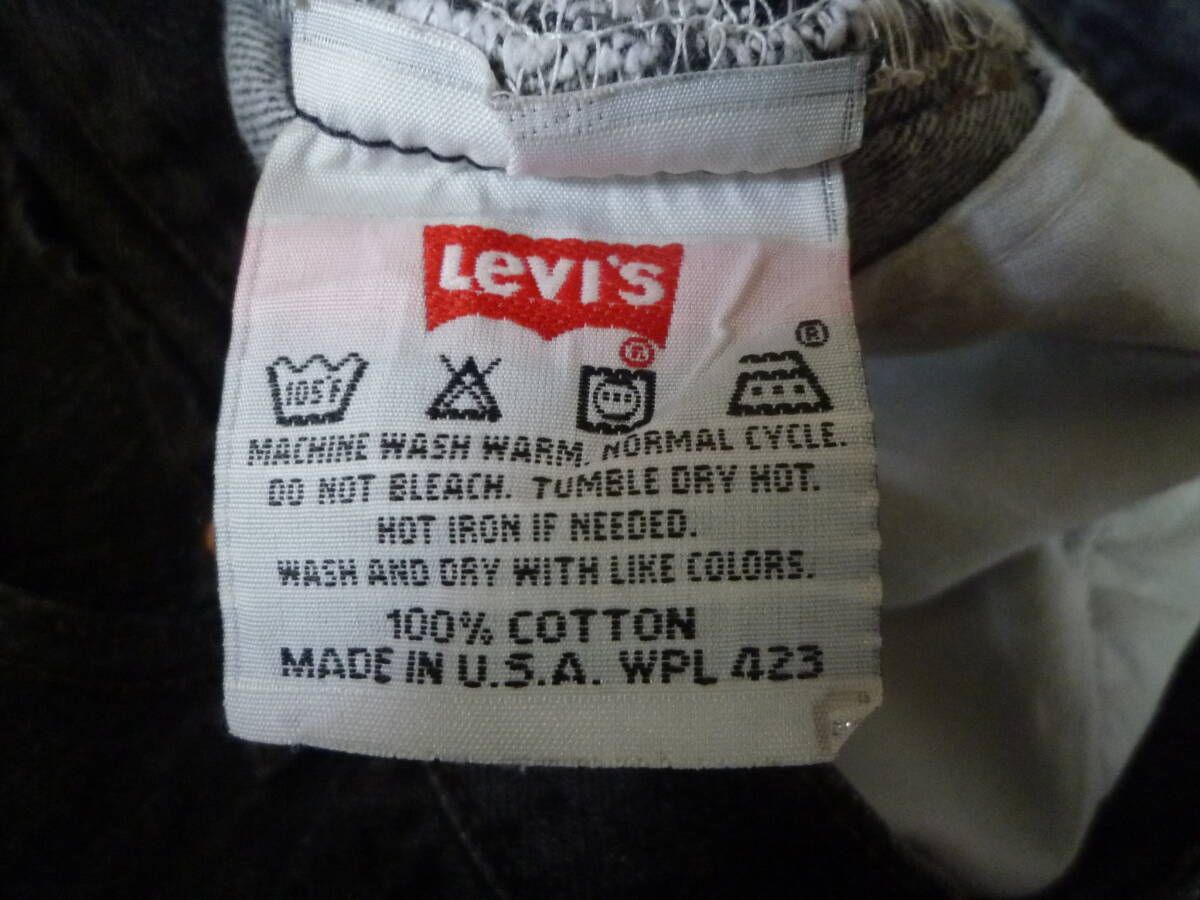 Levi's
®
®
105°F
MACHINE WASH WARM. NORMAL CYCLE.
DO NOT BLEACH. TUMBLE DRY HOT.
HOT IRON IF NEEDED.
WASH AND DRY WITH LIKE COLORS.
100% COTTON
MADE IN U.S.A. WPL 423